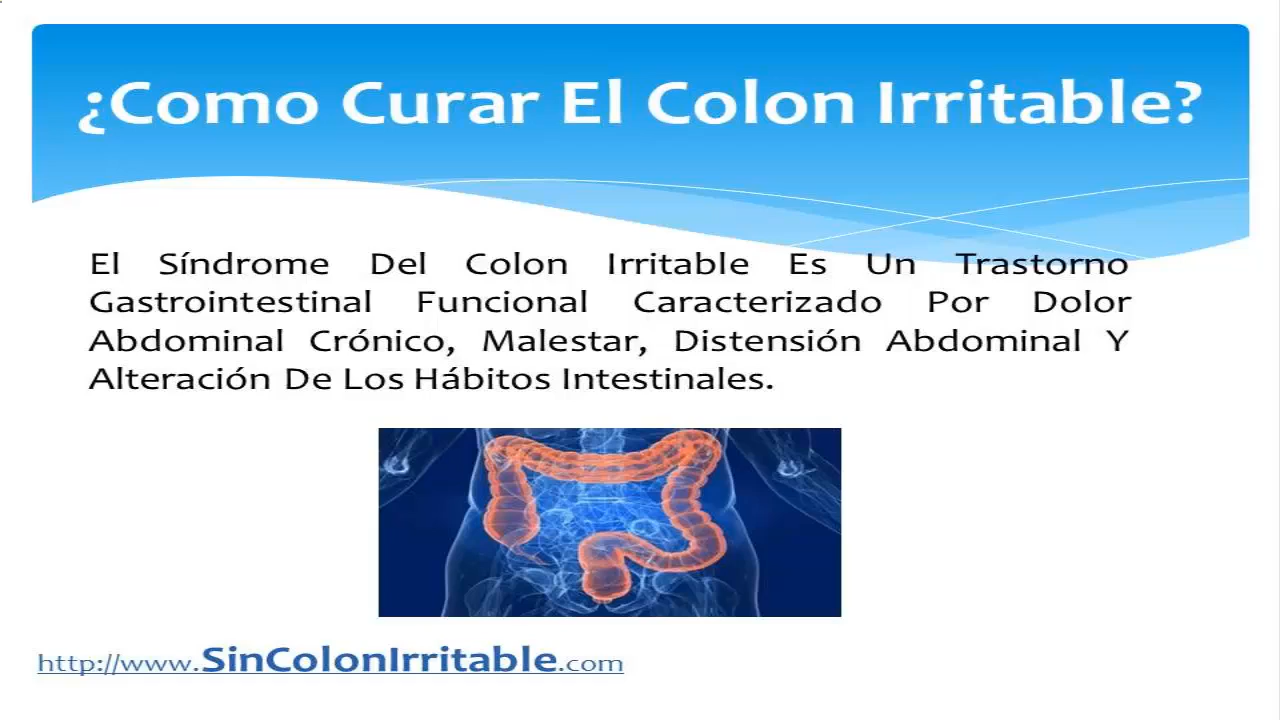 ¿Como Curar El Colon Irritable?
El Síndrome Del Colon Irritable Es Un Trastorno
Gastrointestinal Funcional Caracterizado Por Dolor
Abdominal Crónico, Malestar, Distensión Abdominal Y
Alteración De Los Hábitos Intestinales.
http://www.SinColonIrritable.com